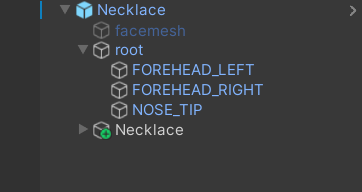 Necklace
facemesh
root
FOREHEAD_LEFT
FOREHEAD_RIGHT
NOSE_TIP
Necklace